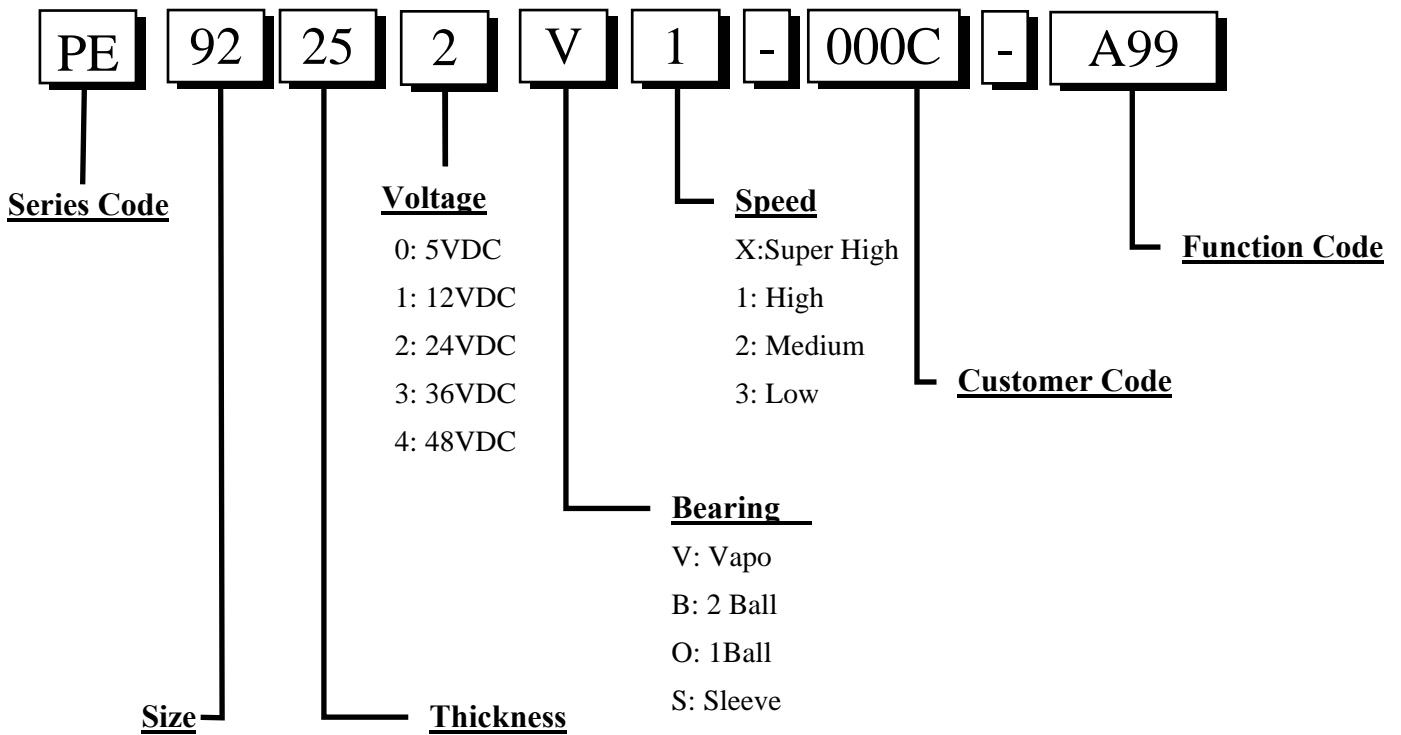 PE 92 25 2 V 1 - 000C - A99
Series Code
Voltage
0: 5VDC
1: 12VDC
2: 24VDC
3: 36VDC
4: 48VDC
Speed
X:Super High
1: High
2: Medium
3: Low
Function Code
Customer Code
Bearing
V: Vapo
B: 2 Ball
O: 1Ball
S: Sleeve
Size
Thickness